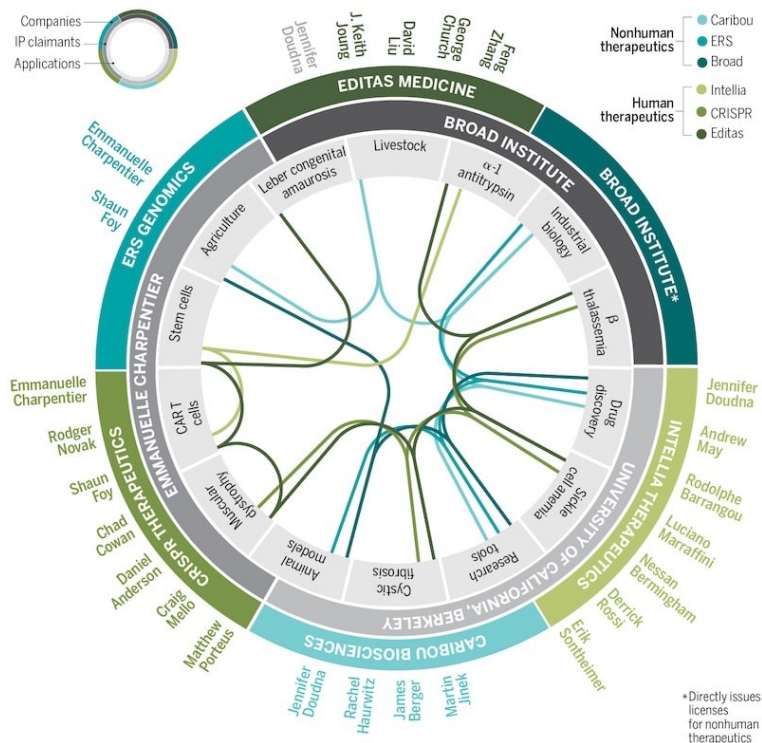 Companies
IP claimants
Applications
Jennifer
Doudna
J. Keith
Joung
David
Liu
George
Church
Feng
Zhang
Nonhuman
therapeutics
Caribou
ERS
Broad
Human
therapeutics
Intellia
CRISPR
Editas
EDITAS MEDICINE
BROAD INSTITUTE
BROAD INSTITUTE*
ERS GENOMICS
EMMANUELLE CHARPENTIER
Emmanuelle
Charpentier
Shaun
Foy
Leber congenital
amaurosis
Livestock
α-1
antitrypsin
Industrial
biology
β
thalassemia
Drug
discovery
Sickle
cell anemia
Research
tools
Cystic
fibrosis
Animal
models
Muscular
dystrophy
CAR T
cells
Stem cells
Agriculture
Emmanuelle
Charpentier
Rodger
Novak
Shaun
Foy
Chad
Cowan
Daniel
Anderson
Craig
Mello
Matthew
Porteus
CRISPR THERAPEUTICS
UNIVERSITY OF CALIFORNIA, BERKELEY
CARIBOU BIOSCIENCES
INTELLIA THERAPEUTICS
Jennifer
Doudna
Andrew
May
Rodolphe
Barrangou
Luciano
Marraffini
Nessan
Bermingham
Derrick
Rossi
Erik
Sontheimer
Jennifer
Doudna
Rachel
Haurwitz
James
Berger
Martin
Jinek
*Directly issues
licenses
for nonhuman
therapeutics